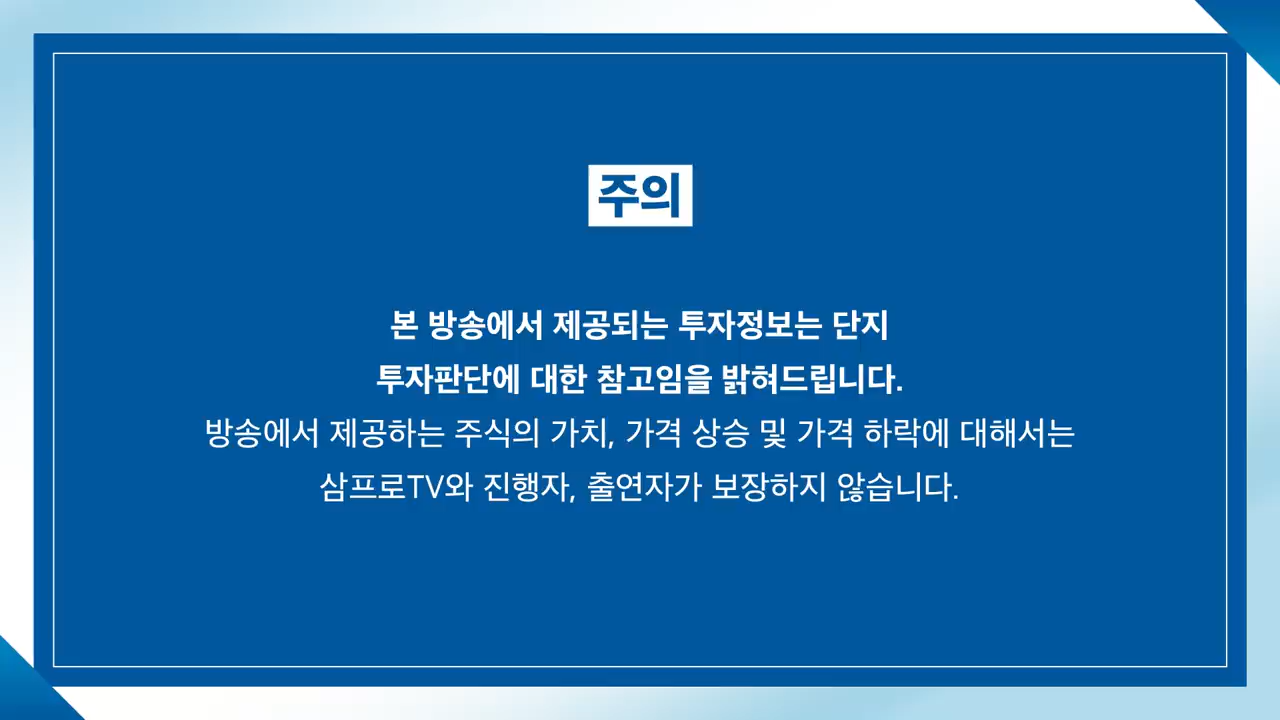 주의
본 방송에서 제공되는 투자정보는 단지
투자판단에 대한 참고임을 밝혀드립니다.
방송에서 제공하는 주식의 가치, 가격 상승 및 가격 하락에 대해서는
삼프로TV와 진행자, 출연자가 보장하지 않습니다.